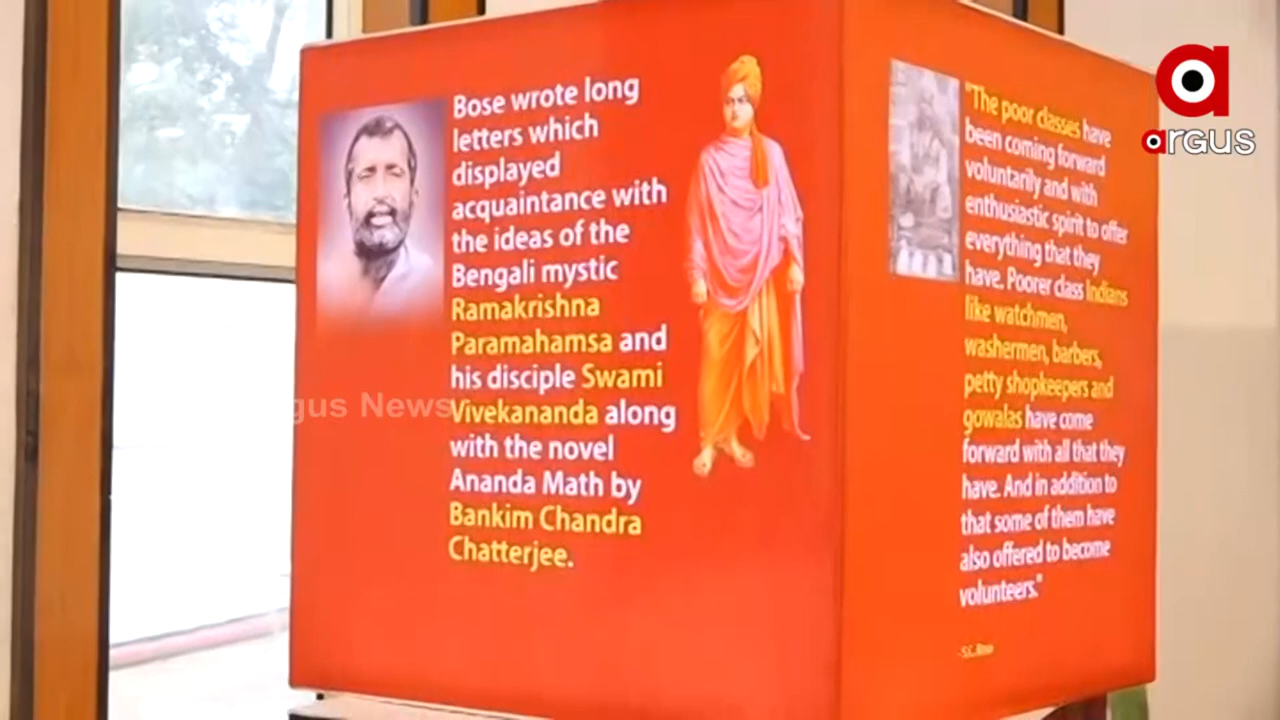 Bose wrote long
letters which
displayed
acquaintance with
the ideas of the
Bengali mystic
Ramakrishna
Paramahamsa and
his disciple Swami
Vivekananda along
with the novel
Ananda Math by
Bankim Chandra
Chatterjee.
"The poor classes have
been coming forward
voluntarily and with
enthusiastic spirit to offer
everything that they
have. Poorer class Indians
like watchmen,
washermen, barbers,
petty shopkeepers and
gowalas have come
forward with all that they
have. And in addition to
that some of them have
also offered to become
volunteers."
-S.C. Bose
a
argus
gus News